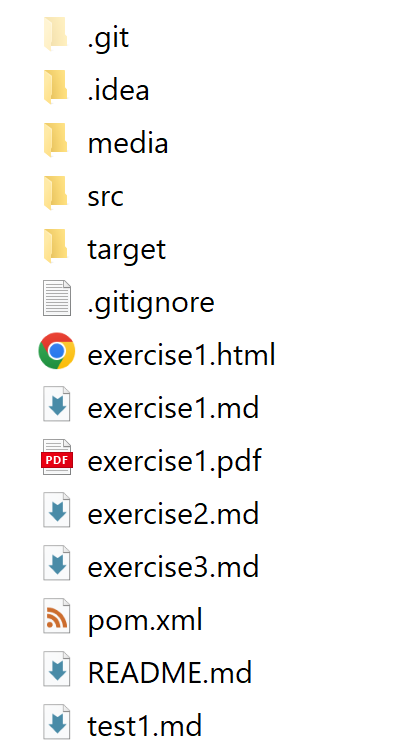 .git
.idea
media
src
target
.gitignore
exercise1.html
exercise1.md
PDF exercise1.pdf
exercise2.md
exercise3.md
pom.xml
README.md
test1.md